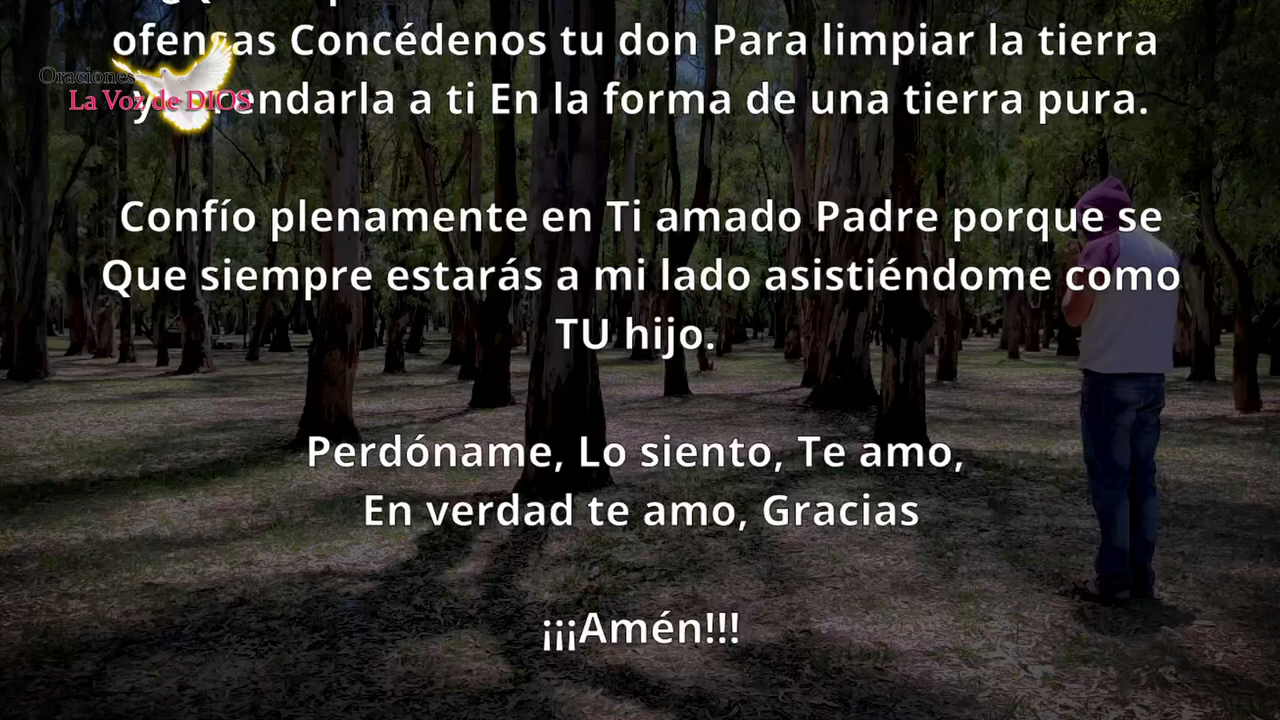 ofensas Concédenos tu don Para limpiar la tierra
Oraciones
La Voz de DIOS
endarla a ti En la forma de una tierra pura.
Confío plenamente en Ti amado Padre porque se
Que siempre estarás a mi lado asistiéndome como
TU hijo.
Perdóname, Lo siento, Te amo,
En verdad te amo, Gracias
¡¡¡Amén!!!